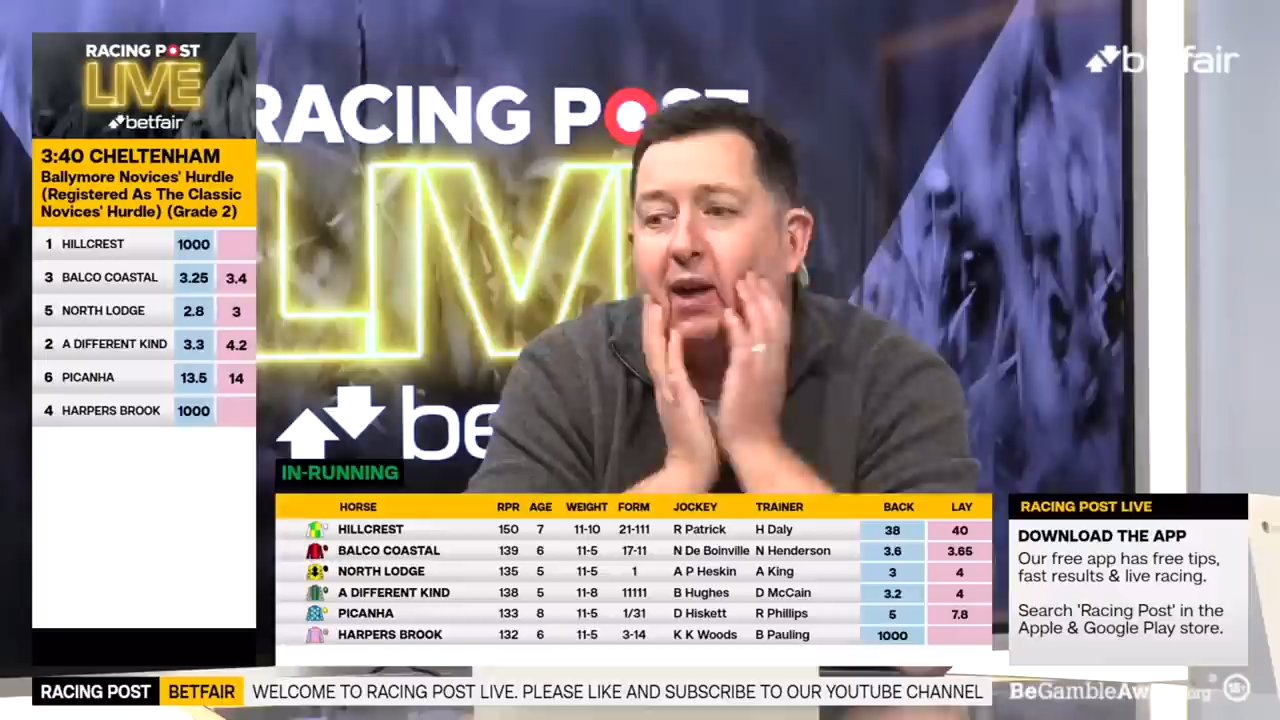 RACING POST
LIVE
betfair
3:40 CHELTENHAM
Ballymore Novices' Hurdle
(Registered As The Classic
Novices' Hurdle) (Grade 2)
1 HILLCREST 1000
3 BALCO COASTAL 3.25 3.4
5 NORTH LODGE 2.8 3
2 A DIFFERENT KIND 3.3 4.2
6 PICANHA 13.5 14
4 HARPERS BROOK 1000
RACING POST
LIV
be
betfair
IN-RUNNING
HORSE RPR AGE WEIGHT FORM JOCKEY TRAINER BACK LAY
HILLCREST 150 7 11-10 21-111 R Patrick H Daly 38 40
BALCO COASTAL 139 6 11-5 17-11 N De Boinville N Henderson 3.6 3.65
NORTH LODGE 135 5 11-5 1 A P Heskin A King 3 4
A DIFFERENT KIND 138 5 11-8 11111 B Hughes D McCain 3.2 4
PICANHA 133 8 11-5 1/31 D Hiskett R Phillips 5 7.8
HARPERS BROOK 132 6 11-5 3-14 K K Woods B Pauling 1000
RACING POST LIVE
DOWNLOAD THE APP
Our free app has free tips,
fast results & live racing.
Search 'Racing Post' in the
Apple & Google Play store.
RACING POST BETFAIR WELCOME TO RACING POST LIVE. PLEASE LIKE AND SUBSCRIBE TO OUR YOUTUBE CHANNEL
BeGambleAware.org 18+